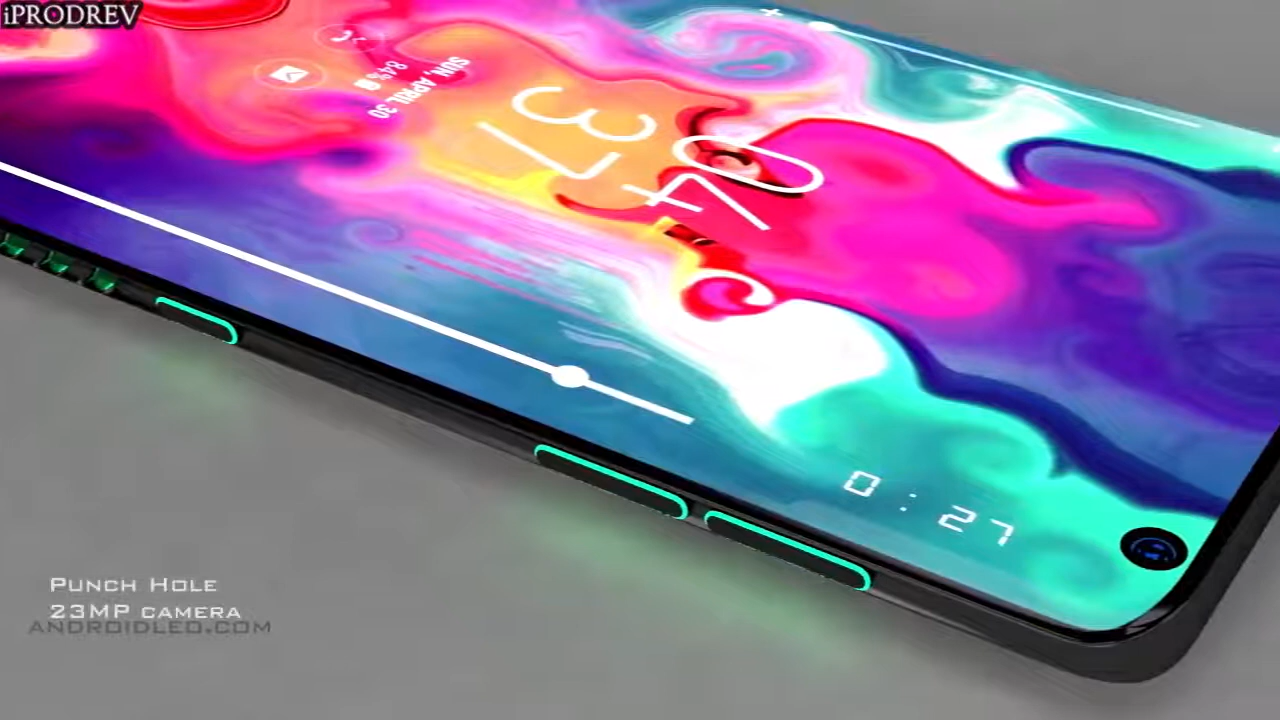 iPRODREV
04
37
SUN, APRIL 30
84%
0:27
PUNCH HOLE
23MP CAMERA
ANDROIDLEO.COM